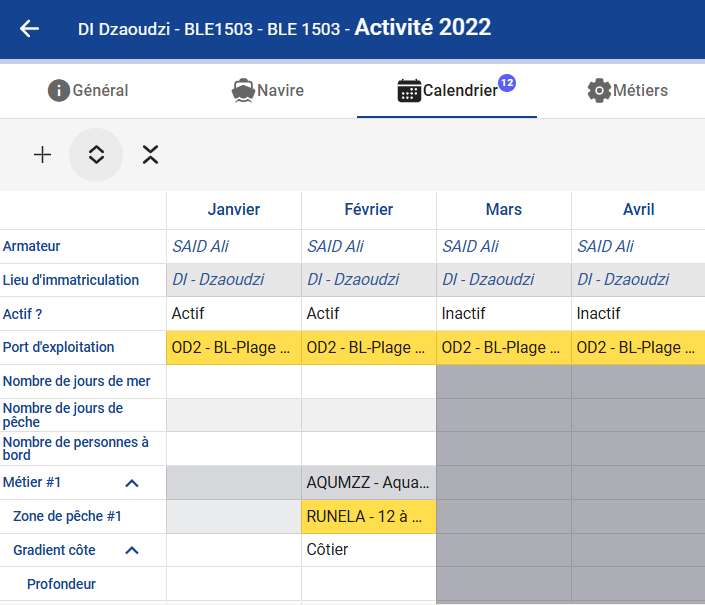 DI Dzaoudzi - BLE1503 - BLE 1503 - Activité 2022
Général Navire Calendrier 12 Métiers
Janvier Février Mars Avril
Armateur SAID Ali SAID Ali SAID Ali SAID Ali
Lieu d'immatriculation DI - Dzaoudzi DI - Dzaoudzi DI - Dzaoudzi DI - Dzaoudzi
Actif ? Actif Actif Inactif Inactif
Port d'exploitation OD2 - BL-Plage ... OD2 - BL-Plage ... OD2 - BL-Plage ... OD2 - BL-Plage ...
Nombre de jours de mer
Nombre de jours de
pêche
Nombre de personnes à
bord
Métier #1 AQUMZZ - Aqua...
Zone de pêche #1 RUNELA - 12 à ...
Gradient côte Côtier
Profondeur